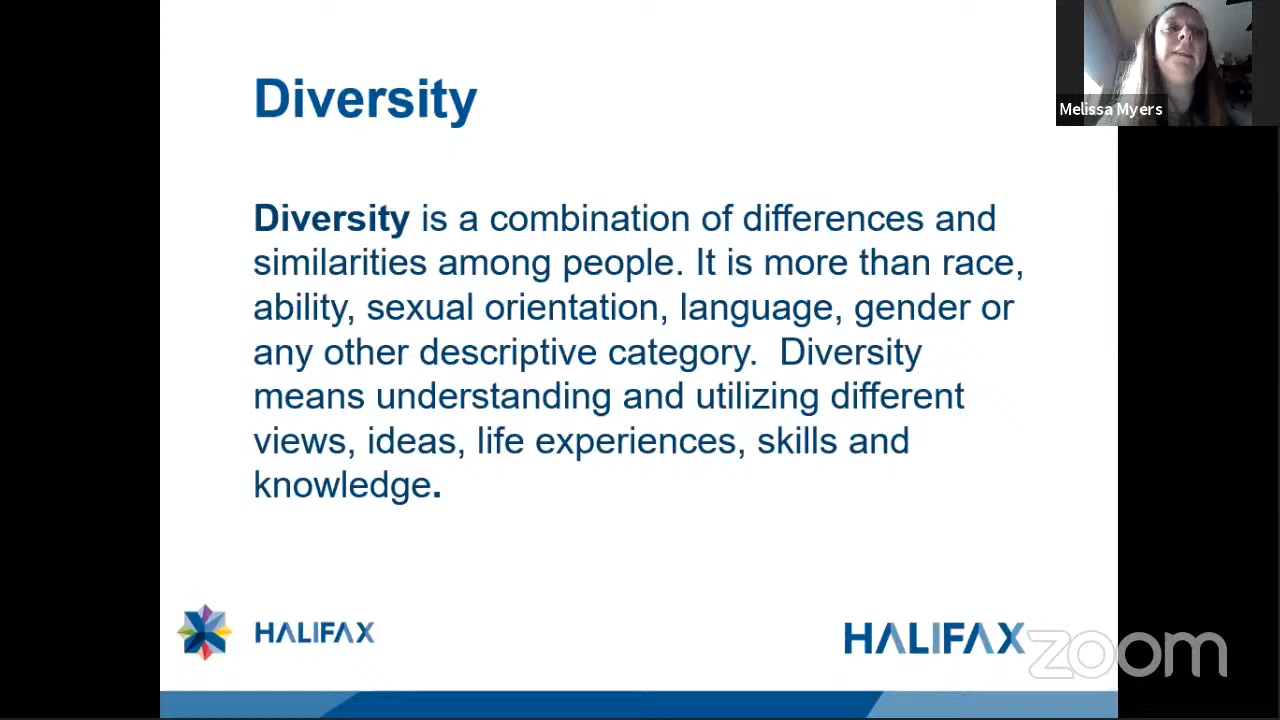 Diversity
Melissa Myers
Diversity is a combination of differences and
similarities among people. It is more than race,
ability, sexual orientation, language, gender or
any other descriptive category.  Diversity
means understanding and utilizing different
views, ideas, life experiences, skills and
knowledge.
HALIFAX
HALIFAX
zoom